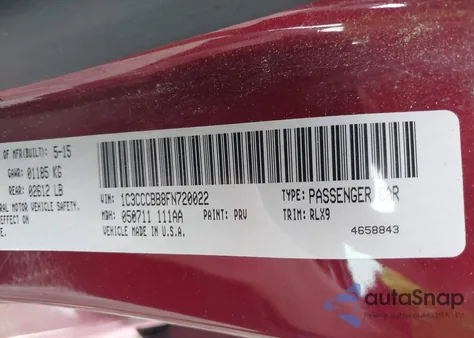 OF MFR(BUILT): 5-15
GAWR: 01185 KG
REAR: 02612 LB
RAL MOTOR VEHICLE SAFETY.
EFFECT ON
VIN: 1C3CCCBB8FN720022
TYPE: PASSENGER CAR
MDH: 050711 111AA
PAINT: PRV
TRIM: RLX9
VEHICLE MADE IN U.S.A.
4658843
autoSnap